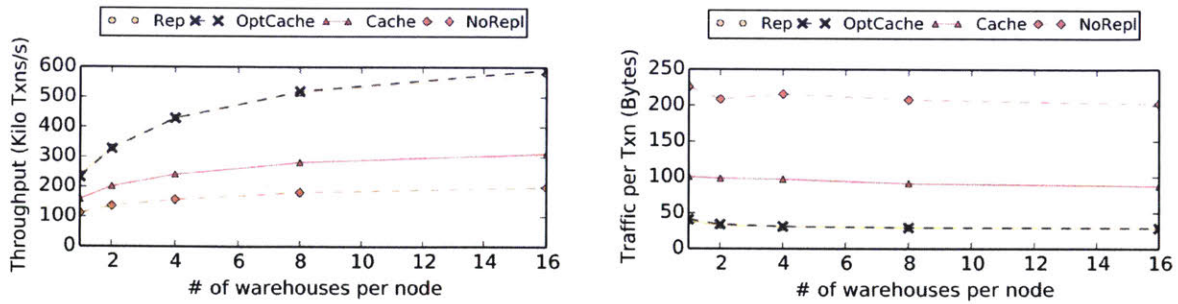 Rep OptCache Cache NoRepl
Throughput (Kilo Txns/s)
600
500
400
300
200
100
0
2 4 6 8 10 12 14 16
# of warehouses per node
Rep OptCache Cache NoRepl
Traffic per Txn (Bytes)
250
200
150
100
50
0
2 4 6 8 10 12 14 16
# of warehouses per node